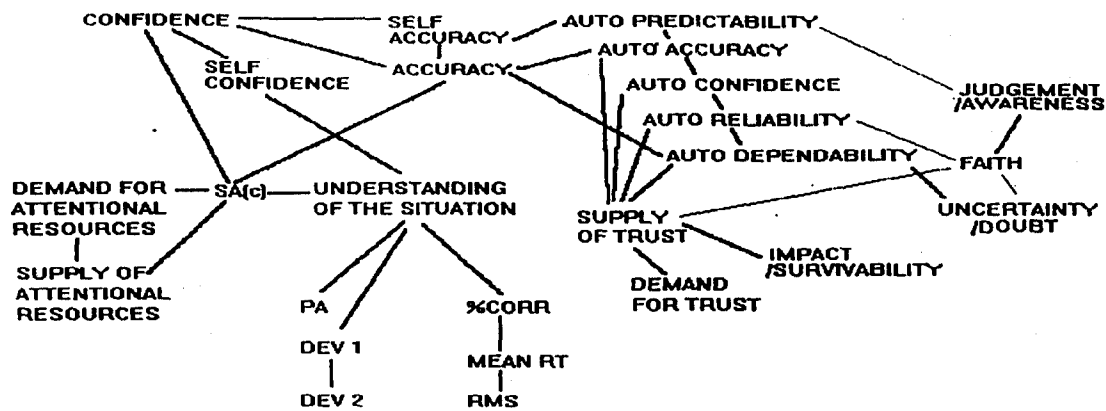 CONFIDENCE
SELF
ACCURACY
AUTO PREDICTABILITY
AUTO ACCURACY
SELF
CONFIDENCE
ACCURACY
AUTO CONFIDENCE
JUDGEMENT
/AWARENESS
AUTO RELIABILITY
AUTO DEPENDABILITY
FAITH
DEMAND FOR
ATTENTIONAL
RESOURCES
SA(c)
UNDERSTANDING
OF THE SITUATION
SUPPLY
OF TRUST
UNCERTAINTY
/DOUBT
SUPPLY OF
ATTENTIONAL
RESOURCES
IMPACT
/SURVIVABILITY
DEMAND
FOR TRUST
PA
%CORR
DEV 1
MEAN RT
DEV 2
RMS